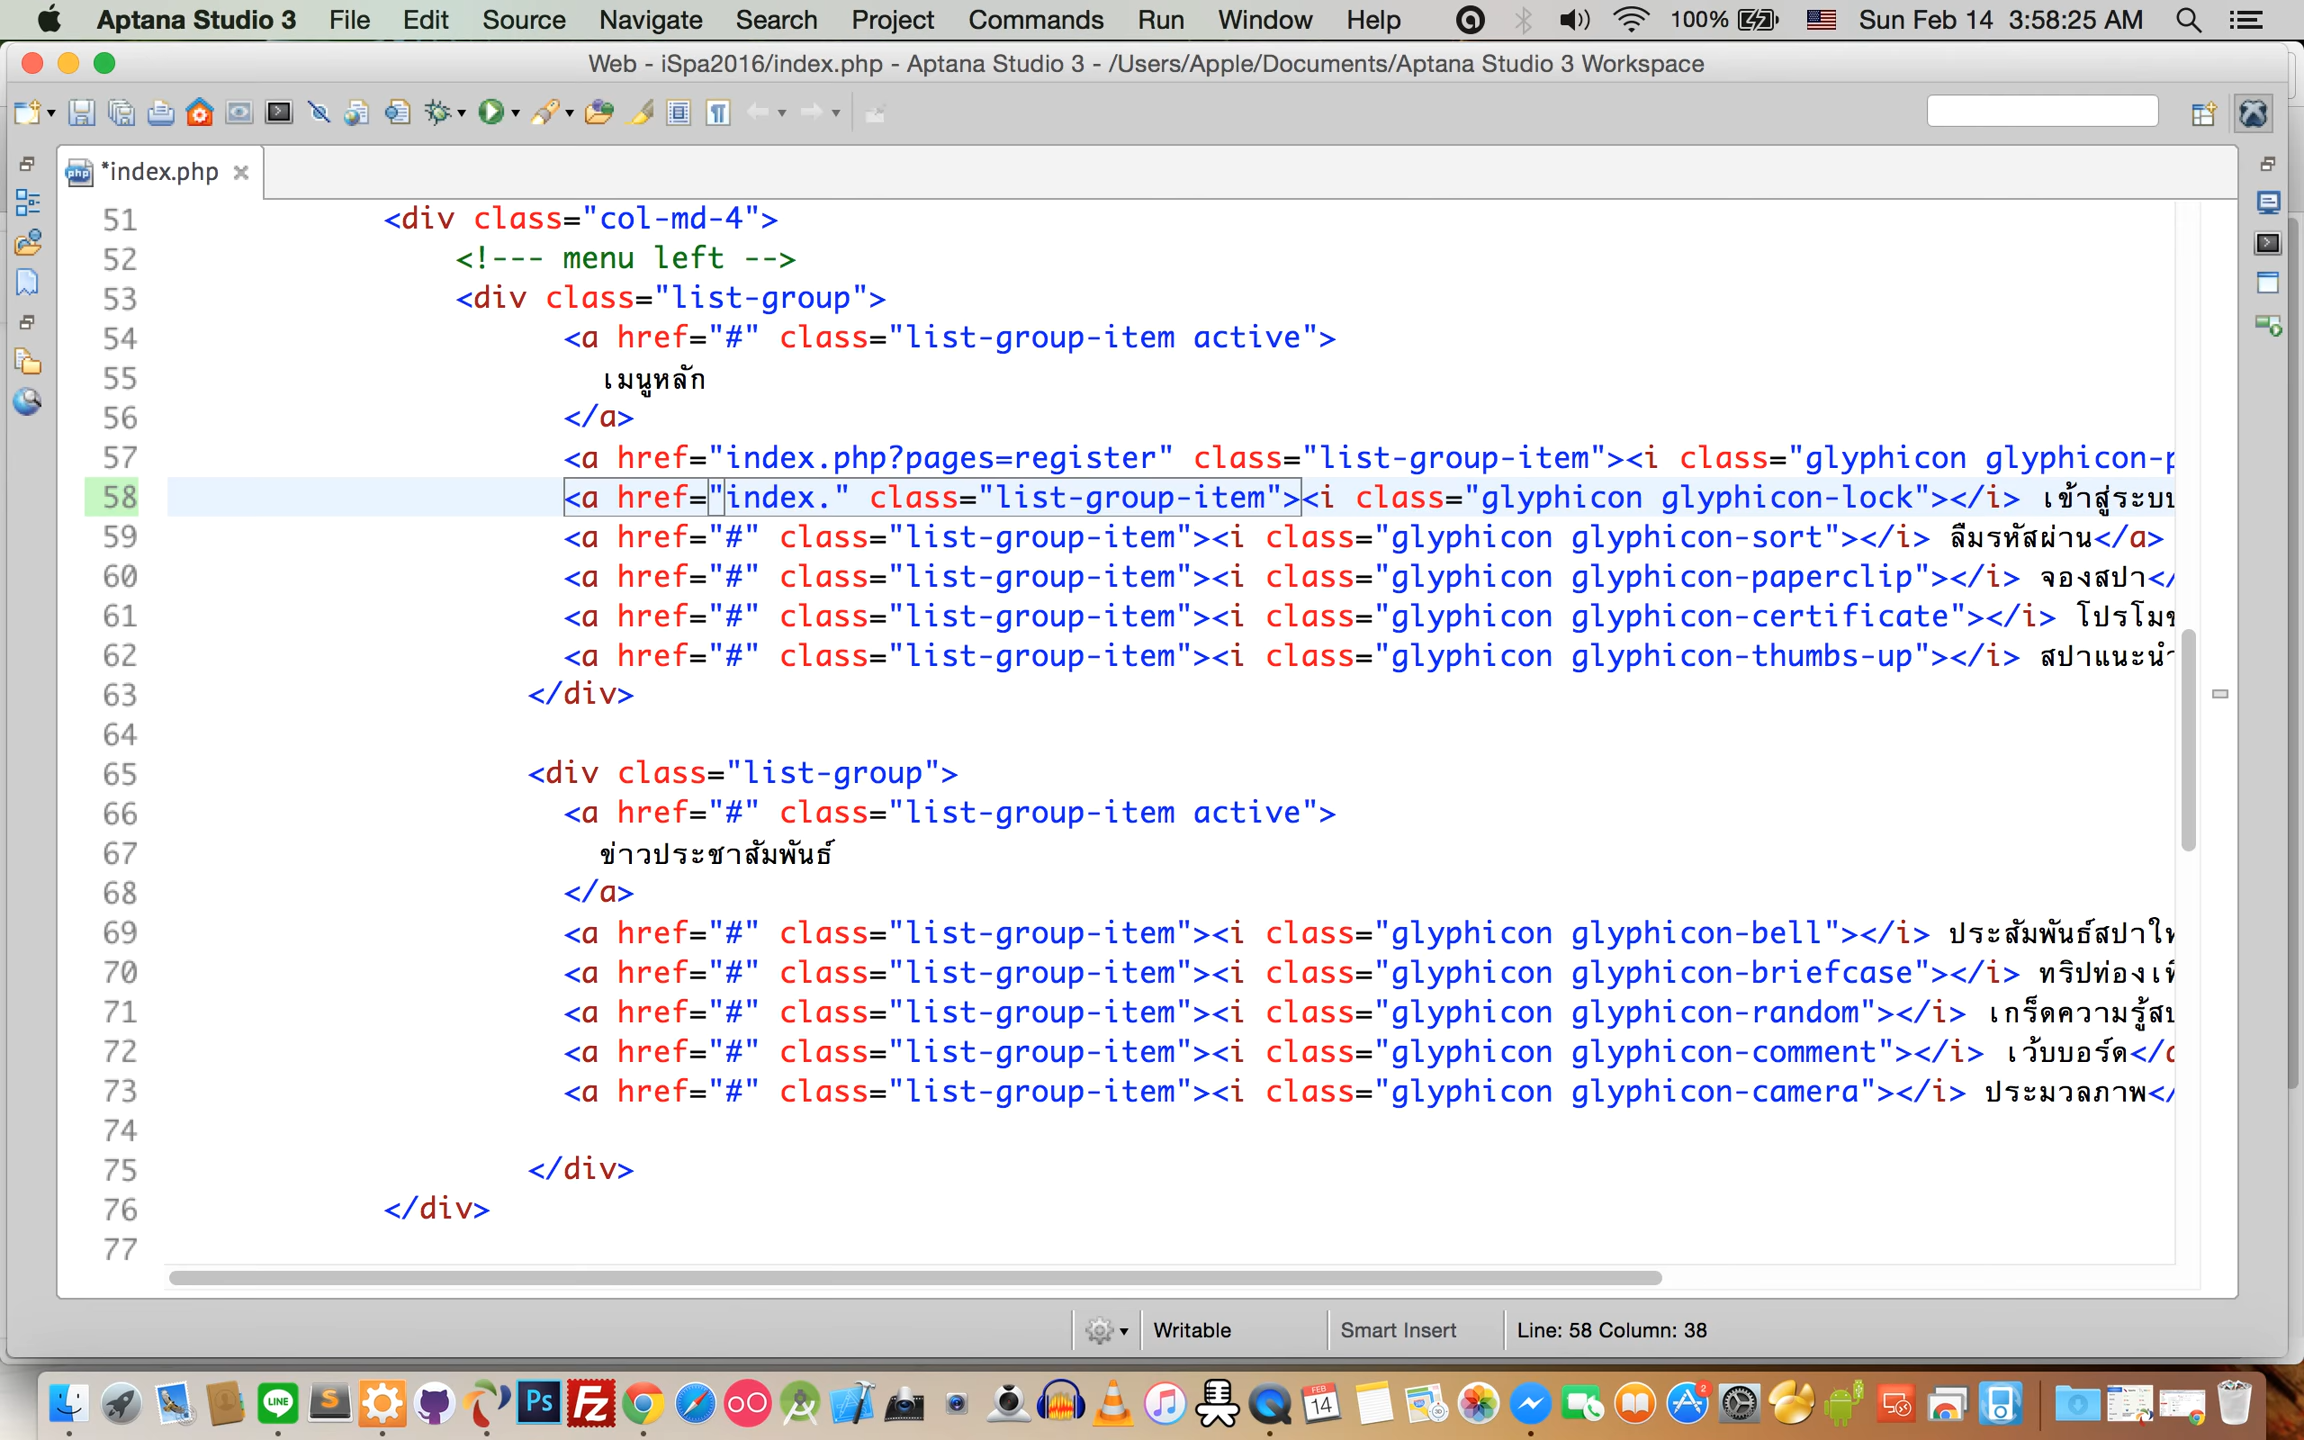 Aptana Studio 3 File Edit Source Navigate Search Project Commands Run Window Help 100% Sun Feb 14 3:58:25 AM
Web - iSpa2016/index.php - Aptana Studio 3 - /Users/Apple/Documents/Aptana Studio 3 Workspace
php *index.php
51 <div class="col-md-4">
52 <!--- menu left -->
53 <div class="list-group">
54 <a href="#" class="list-group-item active">
55 เมนูหลัก
56 </a>
57 <a href="index.php?pages=register" class="list-group-item"><i class="glyphicon glyphicon-p
58 <a href="index." class="list-group-item"><i class="glyphicon glyphicon-lock"></i> เข้าสู่ระบบ
59 <a href="#" class="list-group-item"><i class="glyphicon glyphicon-sort"></i> ลืมรหัสผ่าน</a>
60 <a href="#" class="list-group-item"><i class="glyphicon glyphicon-paperclip"></i> จองสปา</
61 <a href="#" class="list-group-item"><i class="glyphicon glyphicon-certificate"></i> โปรโมช
62 <a href="#" class="list-group-item"><i class="glyphicon glyphicon-thumbs-up"></i> สปาแนะนำ
63 </div>
64
65 <div class="list-group">
66 <a href="#" class="list-group-item active">
67 ข่าวประชาสัมพันธ์
68 </a>
69 <a href="#" class="list-group-item"><i class="glyphicon glyphicon-bell"></i> ประสัมพันธ์สปาให
70 <a href="#" class="list-group-item"><i class="glyphicon glyphicon-briefcase"></i> ทริปท่องเที
71 <a href="#" class="list-group-item"><i class="glyphicon glyphicon-random"></i> เกร็ดความรู้สป
72 <a href="#" class="list-group-item"><i class="glyphicon glyphicon-comment"></i> เว้บบอร์ด</a
73 <a href="#" class="list-group-item"><i class="glyphicon glyphicon-camera"></i> ประมวลภาพ</
74
75 </div>
76 </div>
77
Writable Smart Insert Line: 58 Column: 38
LINE S Ps Fz FEB 14 2